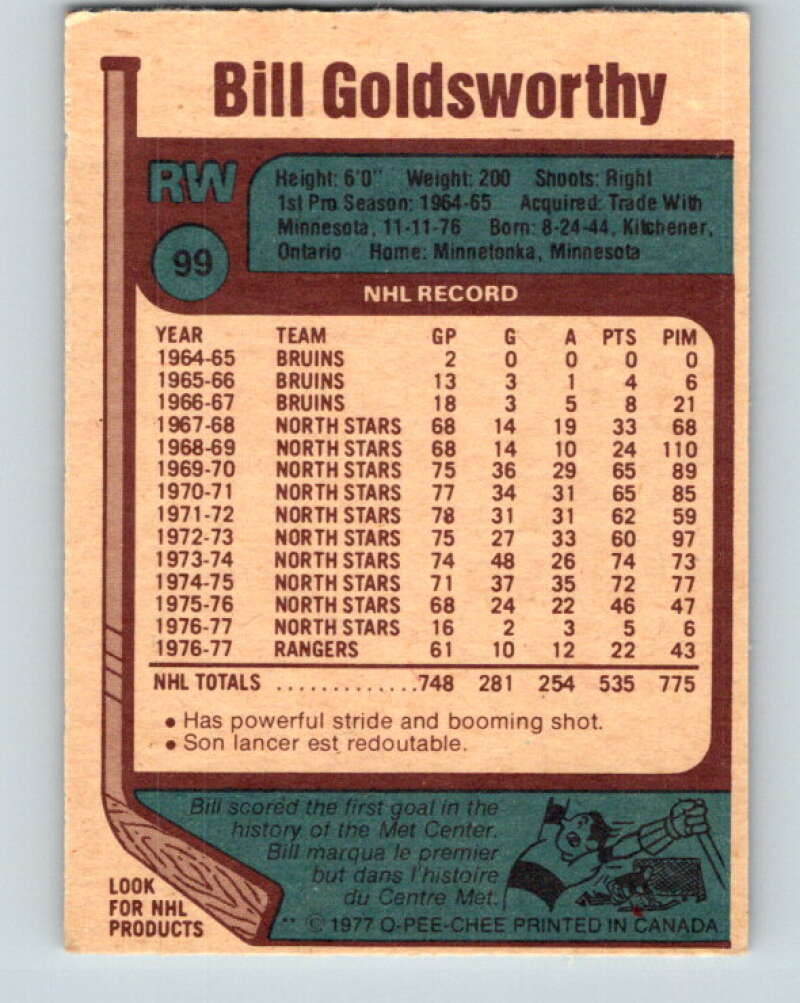 Bill Goldsworthy
RW
99
Height: 6'0" Weight: 200 Shoots: Right
1st Pro Season: 1964-65 Acquired: Trade With
Minnesota, 11-11-76 Born: 8-24-44, Kitchener,
Ontario Home: Minnetonka, Minnesota
NHL RECORD
YEAR TEAM GP G A PTS PIM
1964-65 BRUINS 2 0 0 0 0
1965-66 BRUINS 13 3 1 4 6
1966-67 BRUINS 18 3 5 8 21
1967-68 NORTH STARS 68 14 19 33 68
1968-69 NORTH STARS 68 14 10 24 110
1969-70 NORTH STARS 75 36 29 65 89
1970-71 NORTH STARS 77 34 31 65 85
1971-72 NORTH STARS 78 31 31 62 59
1972-73 NORTH STARS 75 27 33 60 97
1973-74 NORTH STARS 74 48 26 74 73
1974-75 NORTH STARS 71 37 35 72 77
1975-76 NORTH STARS 68 24 22 46 47
1976-77 NORTH STARS 16 2 3 5 6
1976-77 RANGERS 61 10 12 22 43
NHL TOTALS .............748 281 254 535 775
• Has powerful stride and booming shot.
• Son lancer est redoutable.
Bill scored the first goal in the
history of the Met Center.
Bill marqua le premier
but dans l'histoire
du Centre Met.
LOOK
FOR NHL
PRODUCTS
** © 1977 O-PEE-CHEE PRINTED IN CANADA